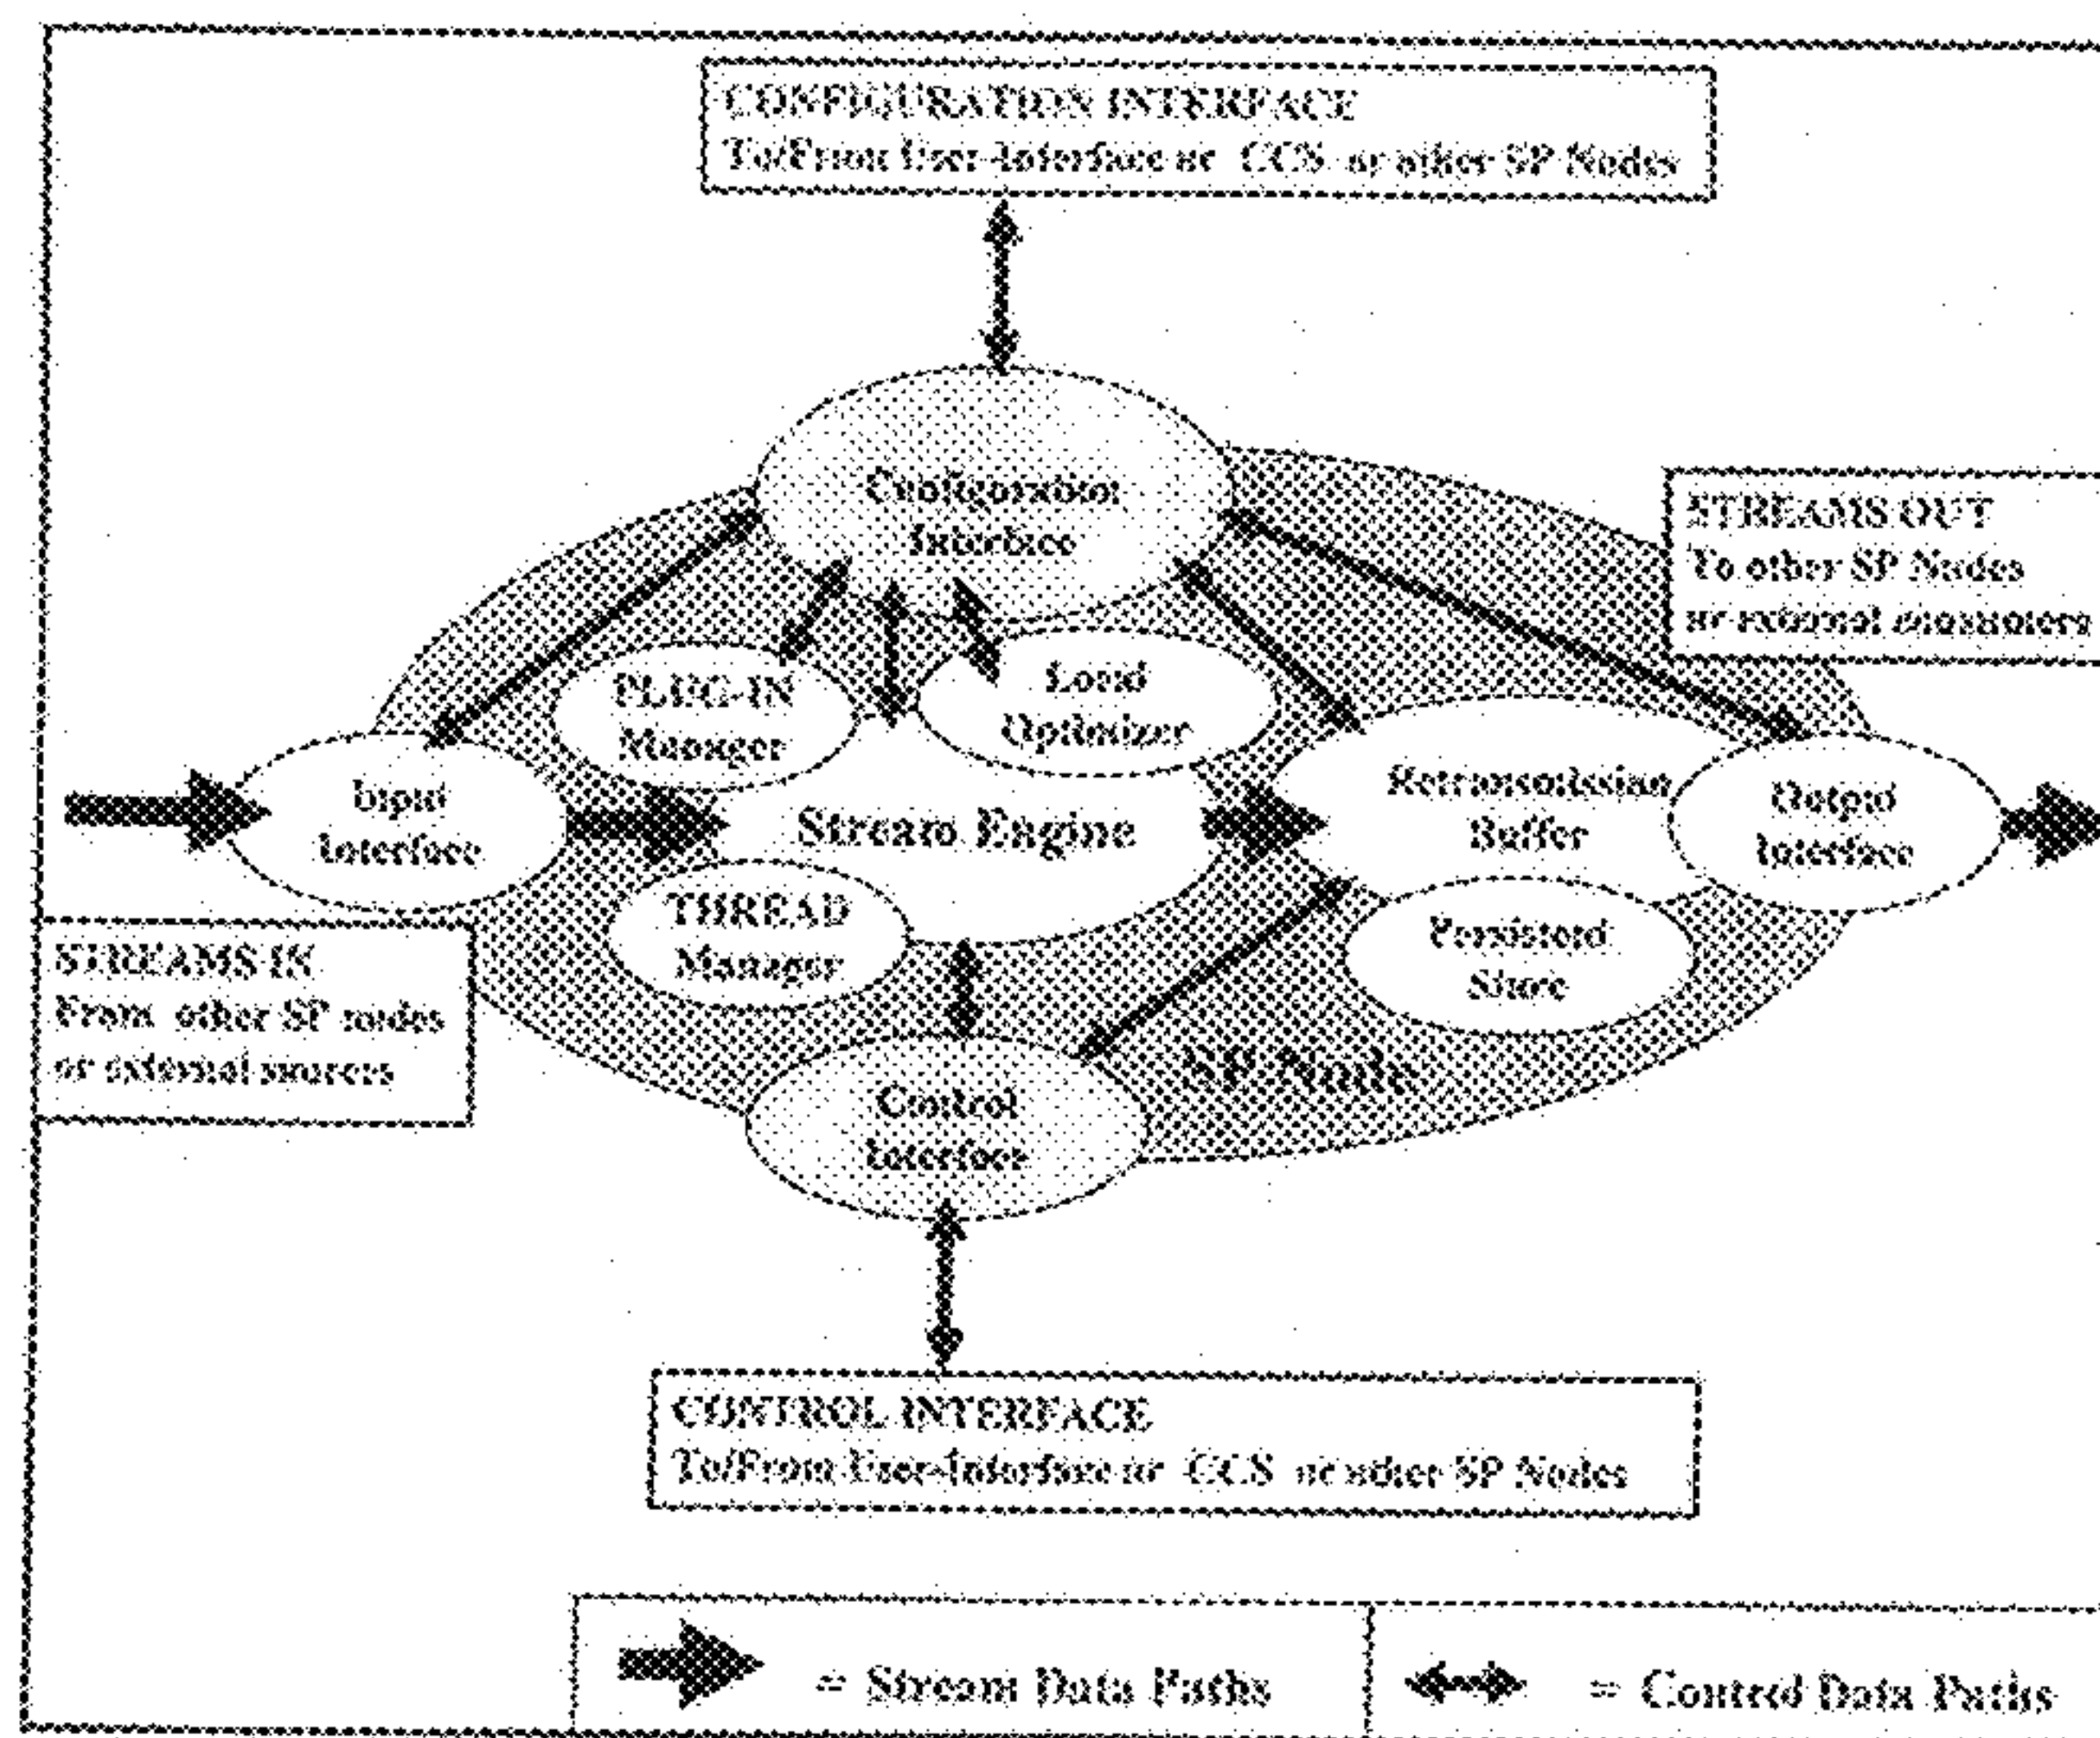 CONFIGURATION INTERFACE
To/From User-Interface or CCS or other SP Nodes
Configuration
Interface
STREAMS OUT
To other SP Nodes
or external consumers
PLUG-IN
Manager
Optimizer
Input
Interface
Stream Engine
Retransmission
Buffer
Output
Interface
THREAD
Manager
Persistent
Store
STREAMS IN
From other SP nodes
or external sources
SP Node
Control
Interface
CONTROL INTERFACE
To/From User-Interface or CCS or other SP Nodes
= Stream Data Paths
= Control Data Paths